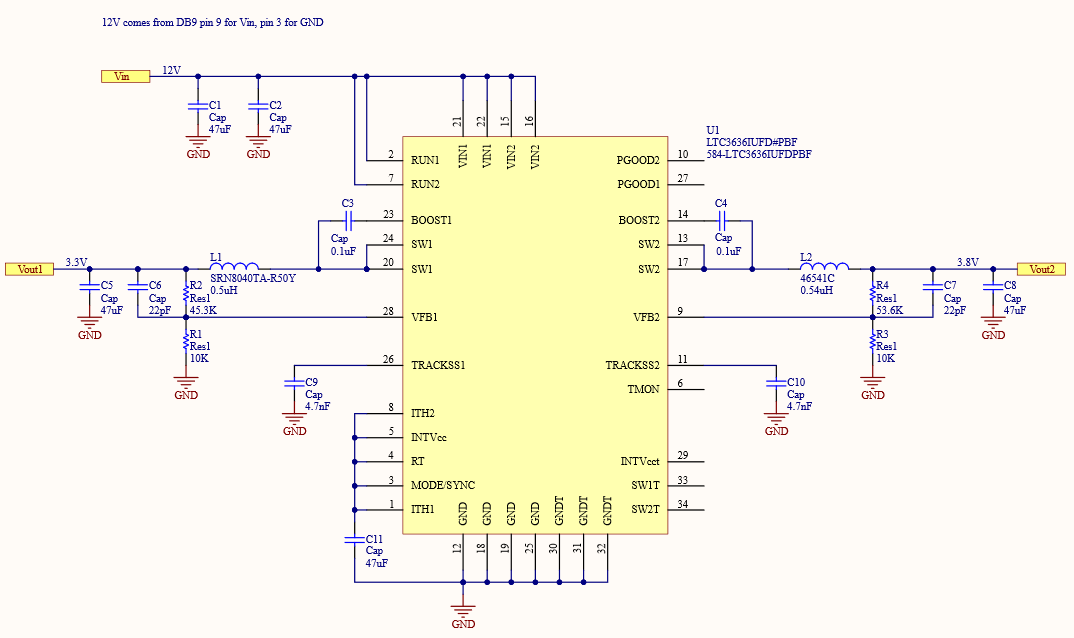 12V comes from DB9 pin 9 for Vin, pin 3 for GND
Vin
12V
C1
Cap
47uF
GND
C2
Cap
47uF
GND
21
22
15
16
VIN1
VIN1
VIN2
VIN2
U1
LTC3636IUFD#PBF
584-LTC3636IUFDPBF
2
RUN1
7
RUN2
23
BOOST1
24
SW1
20
SW1
28
VFB1
26
TRACKSS1
8
ITH2
5
INTVcc
4
RT
3
MODE/SYNC
1
ITH1
PGOOD2
10
PGOOD1
27
BOOST2
14
SW2
13
SW2
17
VFB2
9
TRACKSS2
11
TMON
6
INTVcct
29
SW1T
33
SW2T
34
GND
GND
GND
GND
GNDT
GNDT
GNDT
12
18
19
25
30
31
32
GND
C3
Cap
0.1uF
Vout1
3.3V
L1
SRN8040TA-R50Y
0.5uH
C5
Cap
47uF
GND
C6
Cap
22pF
R2
Res1
45.3K
R1
Res1
10K
GND
C9
Cap
4.7nF
GND
C11
Cap
47uF
C4
Cap
0.1uF
L2
46541C
0.54uH
3.8V
Vout2
R4
Res1
53.6K
C7
Cap
22pF
C8
Cap
47uF
GND
R3
Res1
10K
GND
C10
Cap
4.7nF
GND